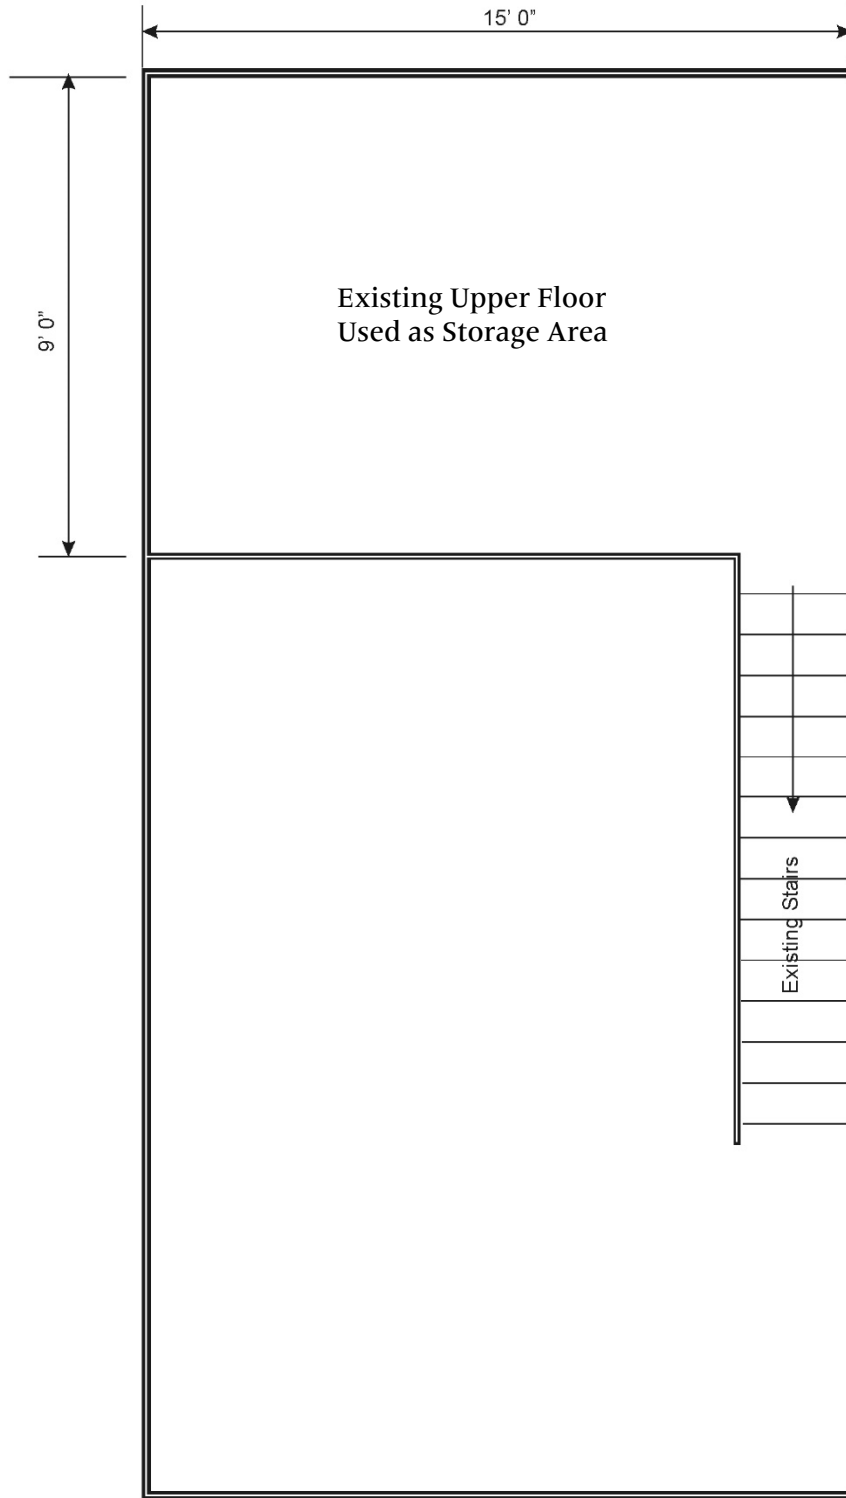 15’ 0”
9’ 0”
Existing Upper Floor
Used as Storage Area
Existing Stairs